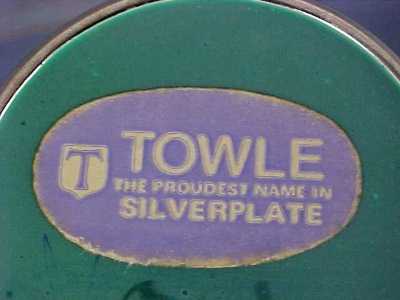 T
TOWLE
THE PROUDEST NAME IN
SILVERPLATE